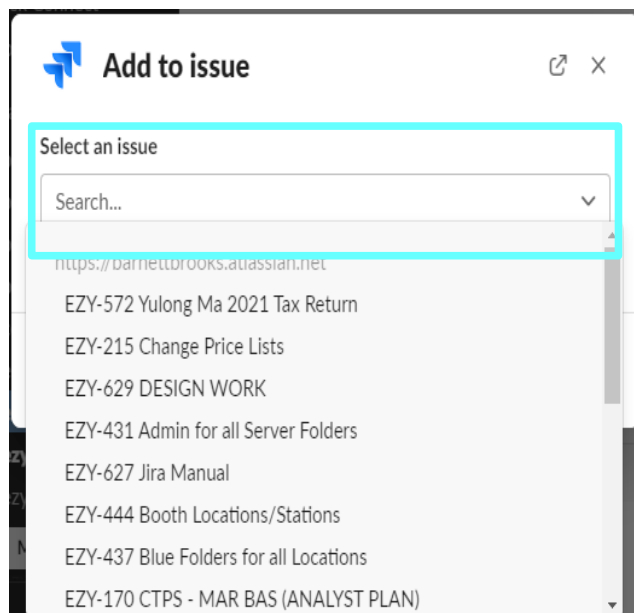 Add to issue
Select an issue
Search...
https://barnettbrooks.atlassian.net
EZY-572 Yulong Ma 2021 Tax Return
EZY-215 Change Price Lists
EZY-629 DESIGN WORK
EZY-431 Admin for all Server Folders
EZY-627 Jira Manual
EZY-444 Booth Locations/Stations
EZY-437 Blue Folders for all Locations
EZY-170 CTPS - MAR BAS (ANALYST PLAN)